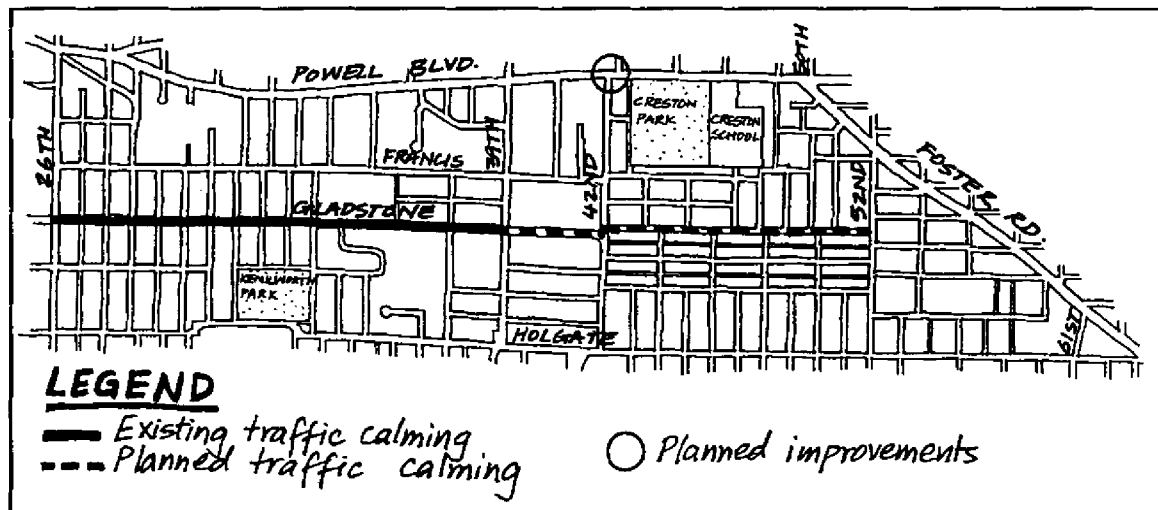 POWELL BLVD.
50TH
CRESTON
PARK
CRESTON
SCHOOL
26TH
FRANCIS
39TH
42ND
52ND
FOSTER RD.
GLADSTONE
KENILWORTH
PARK
HOLGATE
61ST
LEGEND
Existing traffic calming
Planned traffic calming
Planned improvements